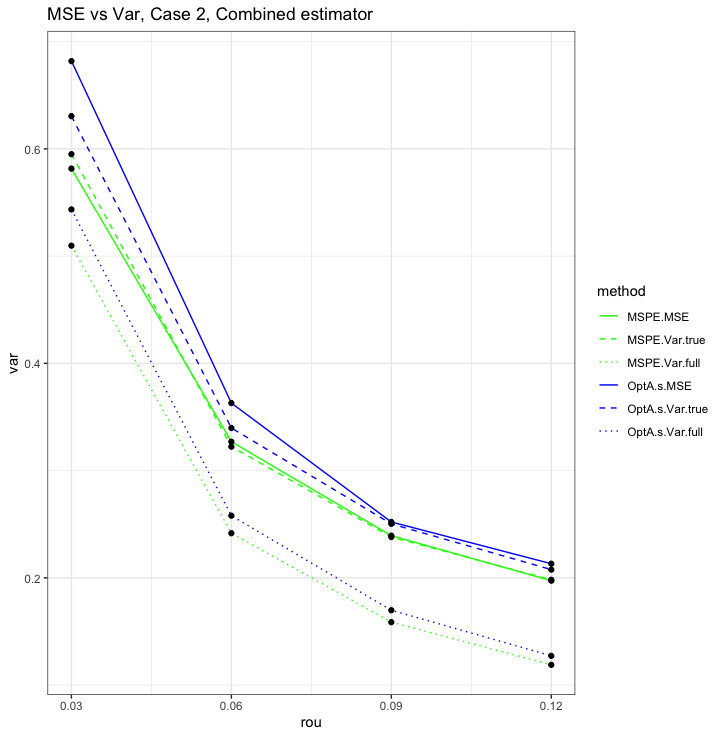 MSE vs Var, Case 2, Combined estimator
var
0.6
0.4
0.2
0.03
0.06
0.09
0.12
rou
method
MSPE.MSE
MSPE.Var.true
MSPE.Var.full
OptA.s.MSE
OptA.s.Var.true
OptA.s.Var.full